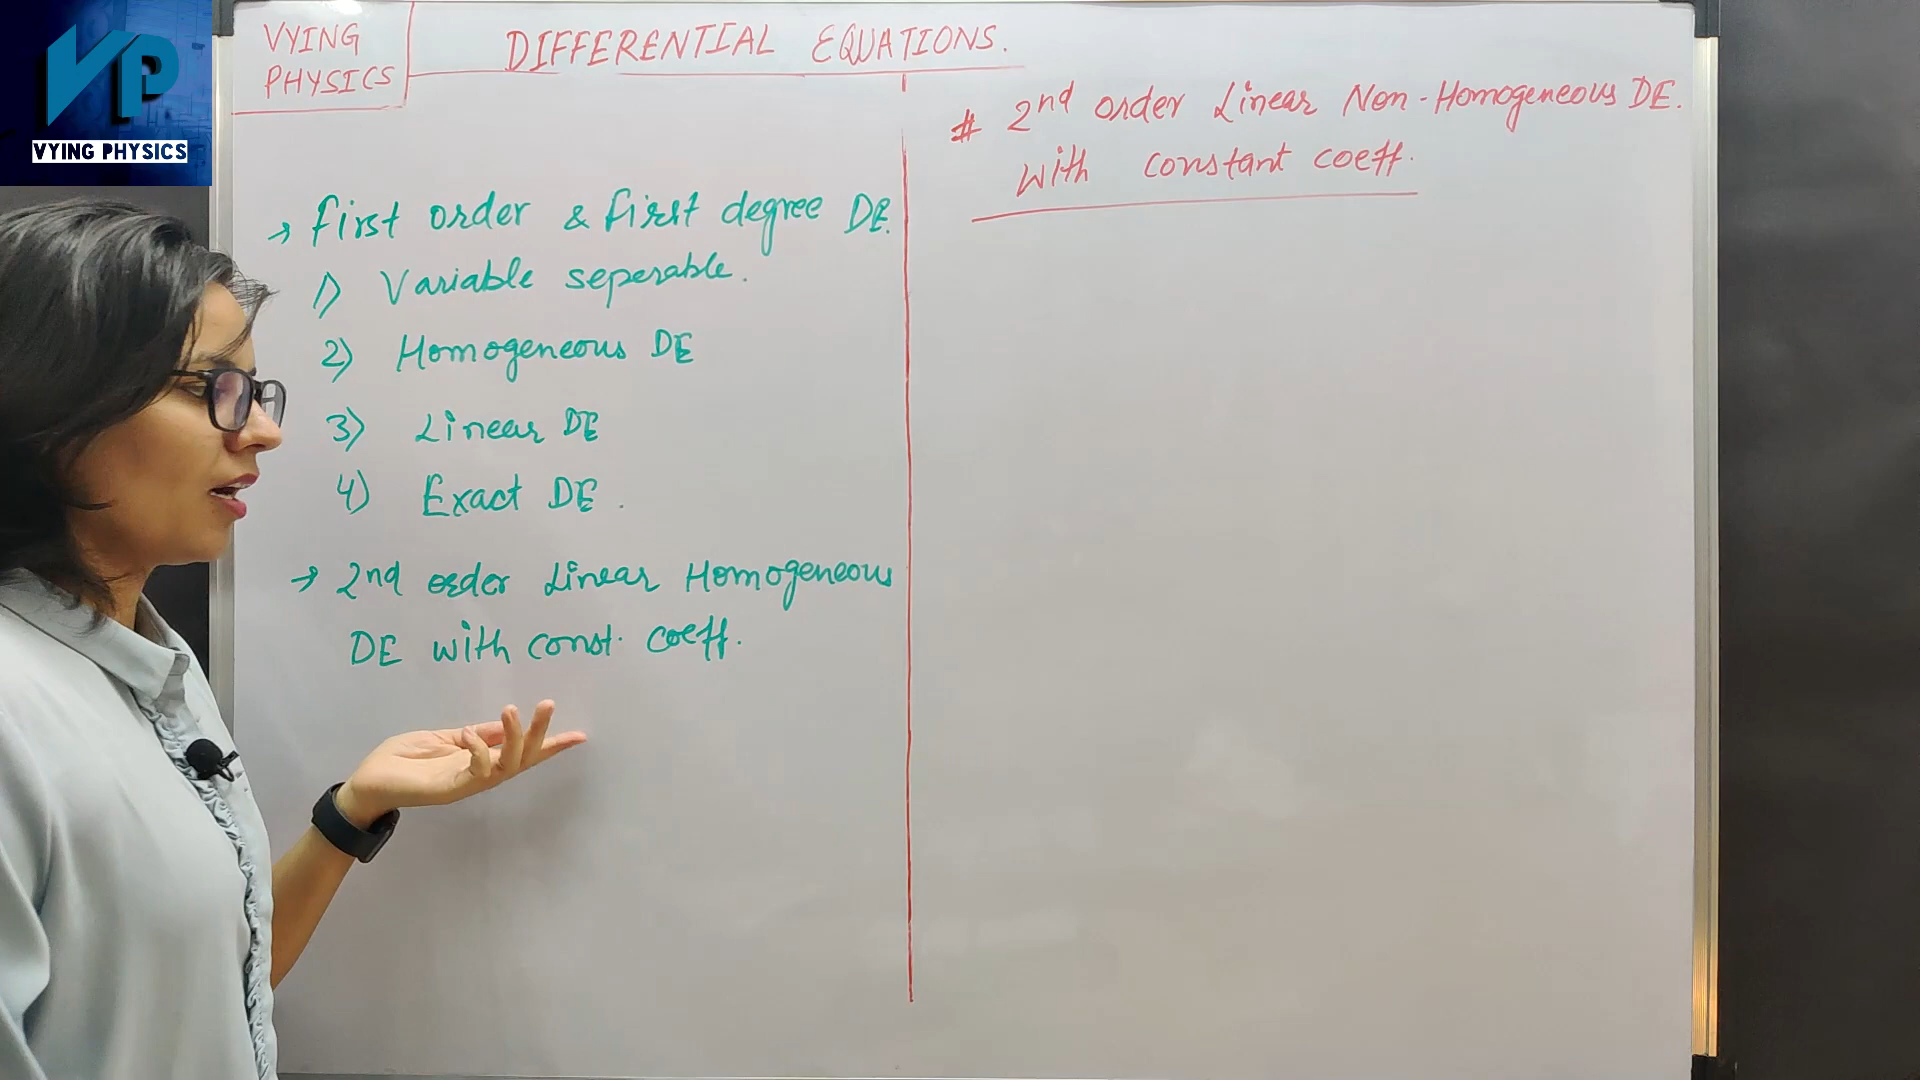 VP
VYING PHYSICS
VYING
PHYSICS
DIFFERENTIAL EQUATIONS.
→ first order & first degree DE.
1) Variable seperable.
2) Homogeneous DE
3) Linear DE
4) Exact DE.
→ 2nd order Linear Homogeneous
DE with const. coeff.
# 2nd order Linear Non-Homogeneous DE.
with constant coeff.